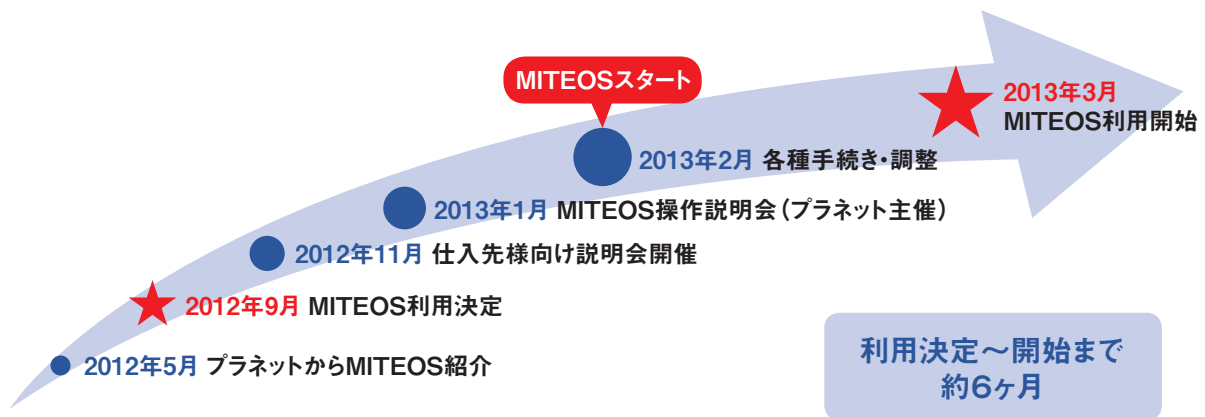 MITEOSスタート
2013年3月
MITEOS利用開始
2013年2月 各種手続き・調整
2013年1月 MITEOS操作説明会(プラネット主催)
2012年11月 仕入先様向け説明会開催
2012年9月 MITEOS利用決定
2012年5月 プラネットからMITEOS紹介
利用決定〜開始まで
約6ヶ月